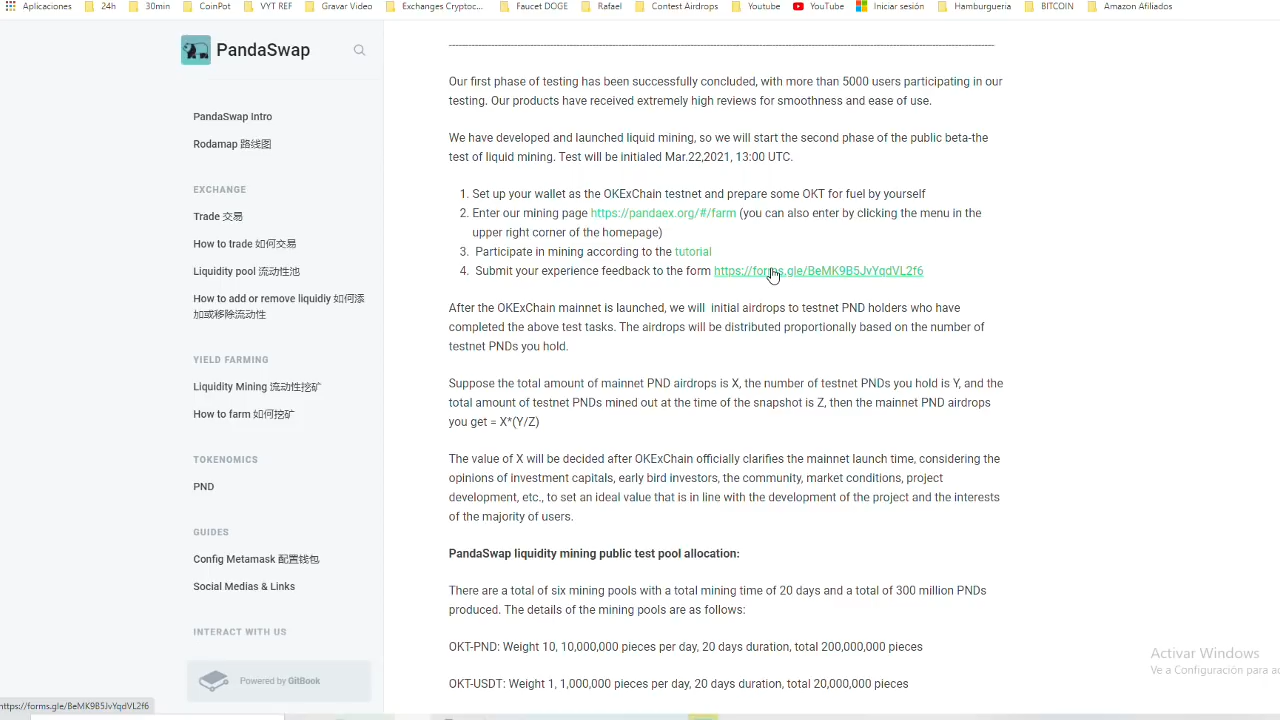 Aplicaciones 24h 30min CoinPot VYT REF Gravar Video Exchanges Cryptoc... Faucet DOGE Rafael Contest Airdrops Youtube YouTube Iniciar sesión Hamburgueria BITCOIN Amazon Afiliados
PandaSwap
PandaSwap Intro
Rodamap 路线图
EXCHANGE
Trade 交易
How to trade 如何交易
Liquidity pool 流动性池
How to add or remove liquidiy 如何添
加或移除流动性
YIELD FARMING
Liquidity Mining 流动性挖矿
How to farm 如何挖矿
TOKENOMICS
PND
GUIDES
Config Metamask 配置钱包
Social Medias & Links
INTERACT WITH US
Powered by GitBook
https://forms.gle/BeMK9B5JvYqdVL2f6
Our first phase of testing has been successfully concluded, with more than 5000 users participating in our
testing. Our products have received extremely high reviews for smoothness and ease of use.
We have developed and launched liquid mining, so we will start the second phase of the public beta-the
test of liquid mining. Test will be initialed Mar.22,2021, 13:00 UTC.
1. Set up your wallet as the OKExChain testnet and prepare some OKT for fuel by yourself
2. Enter our mining page https://pandaex.org/#/farm (you can also enter by clicking the menu in the
upper right corner of the homepage)
3. Participate in mining according to the tutorial
4. Submit your experience feedback to the form https://forms.gle/BeMK9B5JvYqdVL2f6
After the OKExChain mainnet is launched, we will initial airdrops to testnet PND holders who have
completed the above test tasks. The airdrops will be distributed proportionally based on the number of
testnet PNDs you hold.
Suppose the total amount of mainnet PND airdrops is X, the number of testnet PNDs you hold is Y, and the
total amount of testnet PNDs mined out at the time of the snapshot is Z, then the mainnet PND airdrops
you get = X*(Y/Z)
The value of X will be decided after OKExChain officially clarifies the mainnet launch time, considering the
opinions of investment capitals, early bird investors, the community, market conditions, project
development, etc., to set an ideal value that is in line with the development of the project and the interests
of the majority of users.
PandaSwap liquidity mining public test pool allocation:
There are a total of six mining pools with a total mining time of 20 days and a total of 300 million PNDs
produced. The details of the mining pools are as follows:
OKT-PND: Weight 10, 10,000,000 pieces per day, 20 days duration, total 200,000,000 pieces
OKT-USDT: Weight 1, 1,000,000 pieces per day, 20 days duration, total 20,000,000 pieces
Activar Windows
Ve a Configuración para a